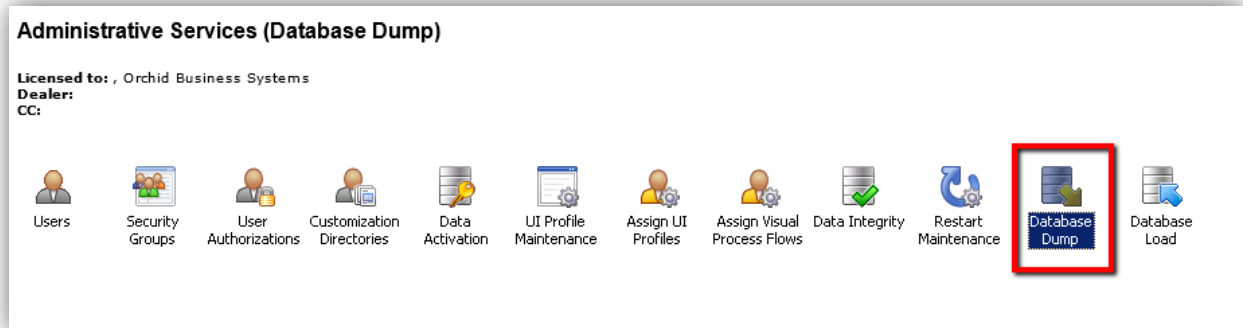 Administrative Services (Database Dump)
Licensed to: , Orchid Business Systems
Dealer:
CC:
Users
Security
Groups
User
Authorizations
Customization
Directories
Data
Activation
UI Profile
Maintenance
Assign UI
Profiles
Assign Visual
Process Flows
Data Integrity
Restart
Maintenance
Database
Dump
Database
Load